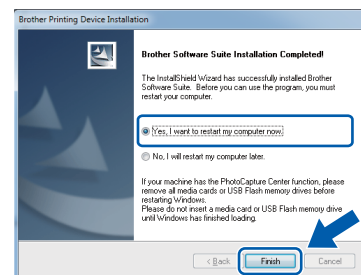 Brother Printing Device Installation
Brother Software Suite Installation Completed!
The InstallShield Wizard has successfully installed Brother
Software Suite. Before you can use the program, you must
restart your computer.
Yes, I want to restart my computer now.
No, I will restart my computer later.
If your machine has the PhotoCapture Center function, please
remove all media cards or USB Flash memory drives before
restarting Windows.
Please do not insert a media card or USB Flash memory drive
until Windows has finished loading.
< Back
Finish
Cancel